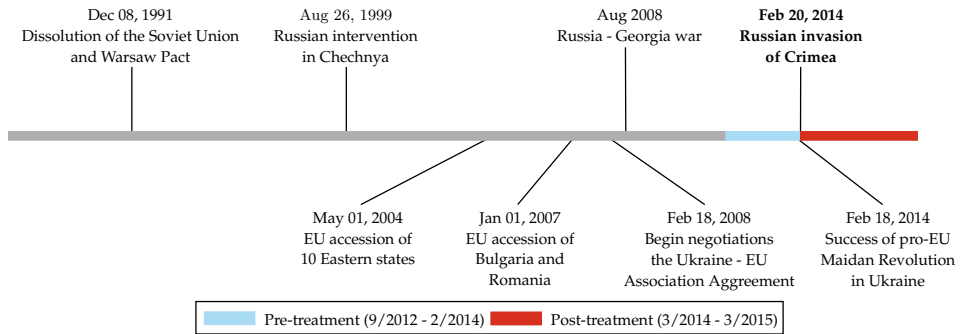 Dec 08, 1991
Dissolution of the Soviet Union
and Warsaw Pact
Aug 26, 1999
Russian intervention
in Chechnya
Aug 2008
Russia - Georgia war
Feb 20, 2014
Russian invasion
of Crimea
May 01, 2004
EU accession of
10 Eastern states
Jan 01, 2007
EU accession of
Bulgaria and
Romania
Feb 18, 2008
Begin negotiations
the Ukraine - EU
Association Aggreement
Feb 18, 2014
Success of pro-EU
Maidan Revolution
in Ukraine
Pre-treatment (9/2012 - 2/2014)
Post-treatment (3/2014 - 3/2015)